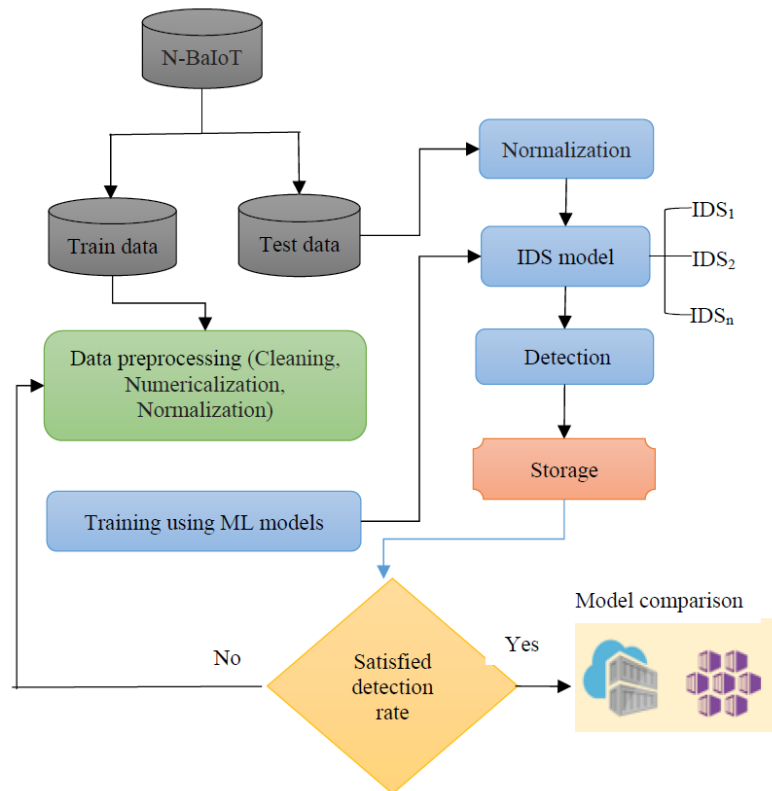 N-BaIoT
Train data
Test data
Normalization
IDS model
IDS₁
IDS₂
IDSₙ
Detection
Data preprocessing (Cleaning,
Numericalization,
Normalization)
Storage
Training using ML models
Satisfied
detection
rate
No
Yes
Model comparison